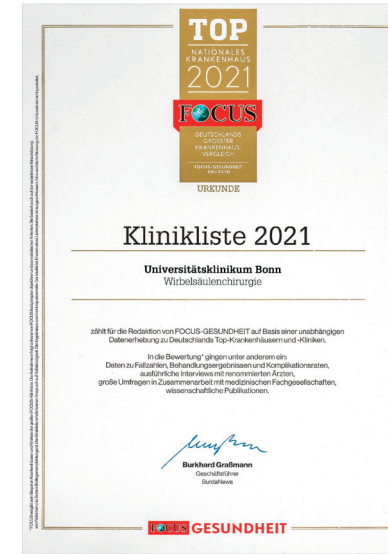 TOP
NATIONALES
KRANKENHAUS
2021
FOCUS
DEUTSCHLANDS
GRÖSSTER
KRANKENHAUS-
VERGLEICH
FOCUS-GESUNDHEIT
URKUNDE
Klinikliste 2021
Universitätsklinikum Bonn
Wirbelsäulenchirurgie
zählt für die Redaktion von FOCUS-GESUNDHEIT auf Basis einer unabhängigen
Datenerhebung zu Deutschlands Top-Krankenhäusern und -Kliniken.
In die Bewertung* gingen unter anderem ein:
Daten zu Fallzahlen, Behandlungsergebnissen und Komplikationsraten,
ausführliche Interviews mit renommierten Ärzten,
große Umfragen in Zusammenarbeit mit medizinischen Fachgesellschaften,
wissenschaftliche Publikationen.
Burkhard Graßmann
Geschäftsführer
BurdaNews
FOCUS GESUNDHEIT